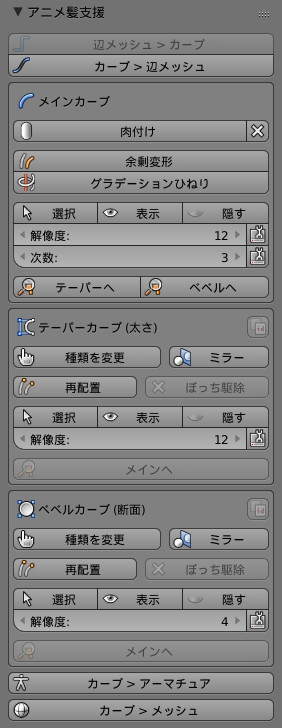 アニメ髪支援
辺メッシュ > カーブ
カーブ > 辺メッシュ
メインカーブ
肉付け
余剰変形
グラデーションひねり
選択 表示 隠す
解像度: 12
次数: 3
テーパーへ ベベルへ
テーパーカーブ (太さ)
種類を変更 ミラー
再配置 ぼっち駆除
選択 表示 隠す
解像度: 12
メインへ
ベベルカーブ (断面)
種類を変更 ミラー
再配置 ぼっち駆除
選択 表示 隠す
解像度: 4
メインへ
カーブ > アーマチュア
カーブ > メッシュ